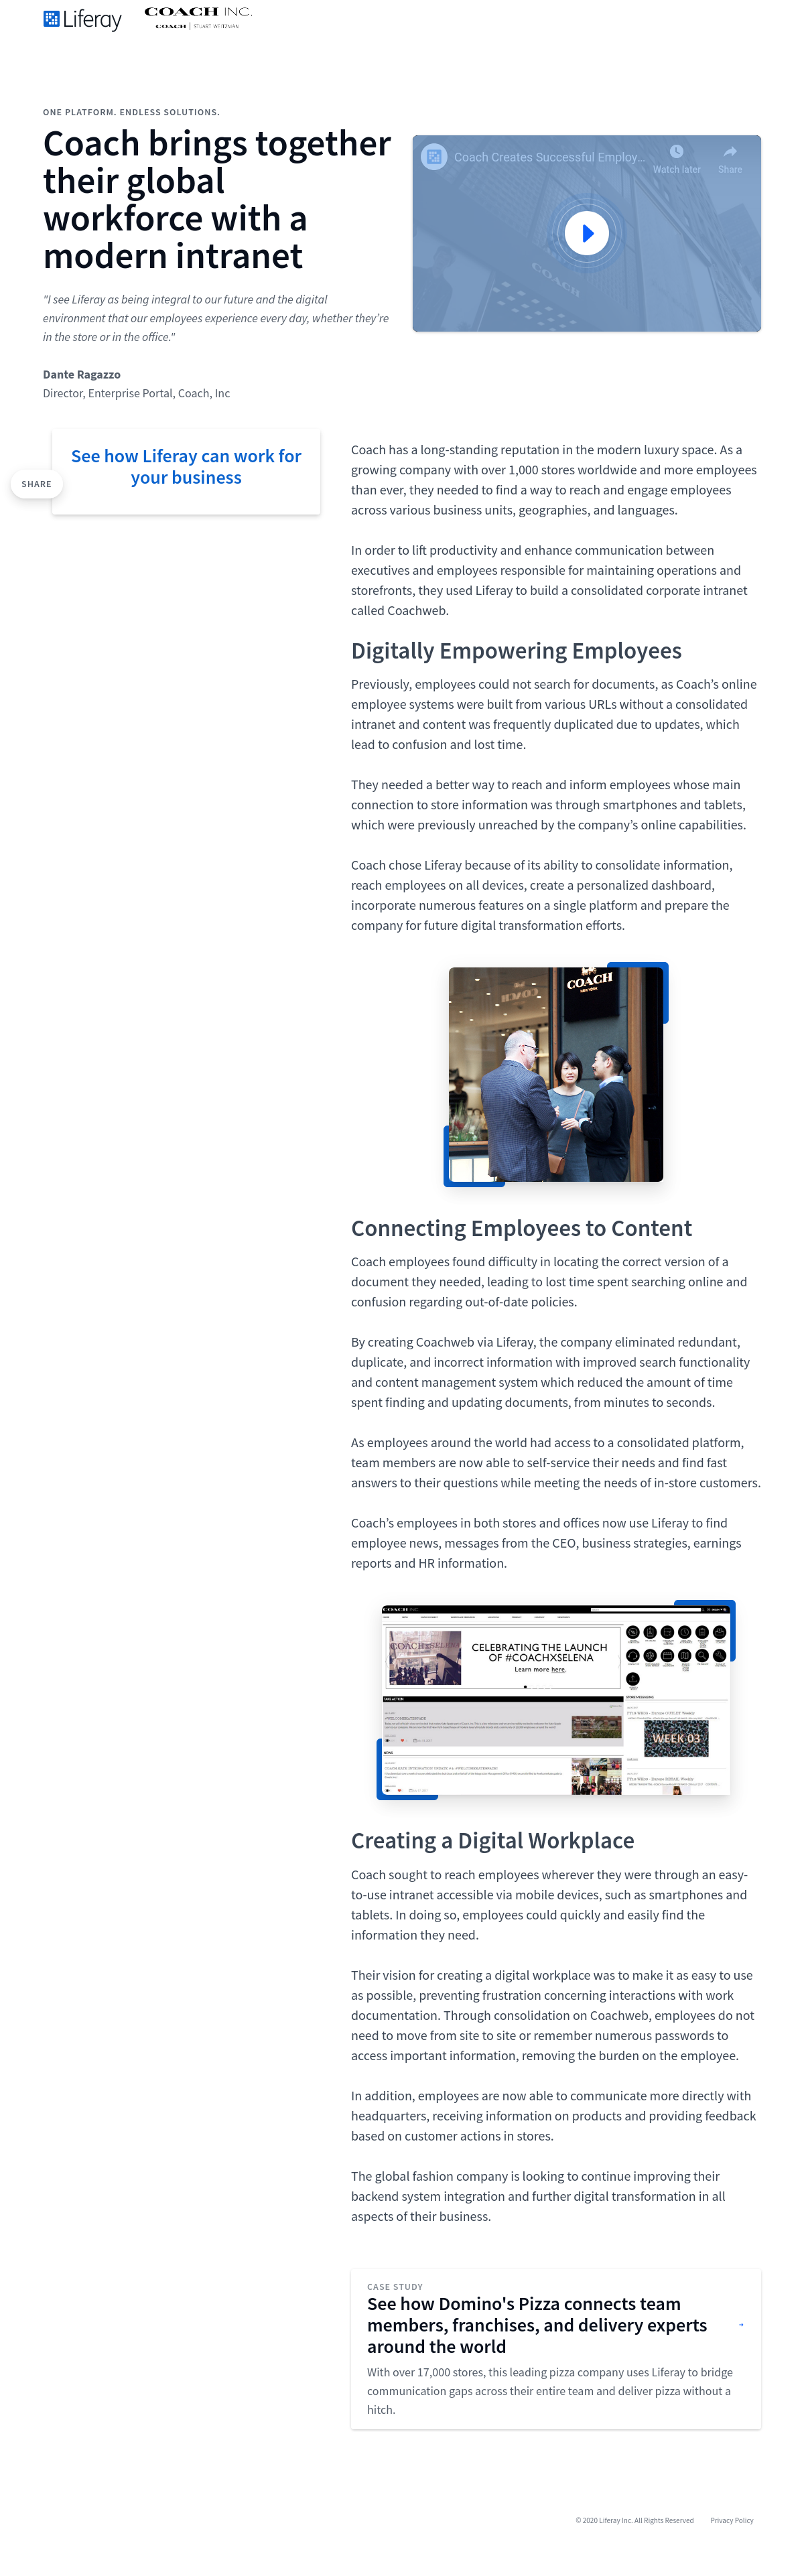 Liferay COACH INC.
COACH | STUART WEITZMAN
ONE PLATFORM. ENDLESS SOLUTIONS.
Coach brings together
their global
workforce with a
modern intranet
"I see Liferay as being integral to our future and the digital
environment that our employees experience every day, whether they’re
in the store or in the office."
Dante Ragazzo
Director, Enterprise Portal, Coach, Inc
Coach Creates Successful Employ...
Watch later
Share
COACH
See how Liferay can work for
your business
SHARE
Coach has a long-standing reputation in the modern luxury space. As a
growing company with over 1,000 stores worldwide and more employees
than ever, they needed to find a way to reach and engage employees
across various business units, geographies, and languages.
In order to lift productivity and enhance communication between
executives and employees responsible for maintaining operations and
storefronts, they used Liferay to build a consolidated corporate intranet
called Coachweb.
Digitally Empowering Employees
Previously, employees could not search for documents, as Coach’s online
employee systems were built from various URLs without a consolidated
intranet and content was frequently duplicated due to updates, which
lead to confusion and lost time.
They needed a better way to reach and inform employees whose main
connection to store information was through smartphones and tablets,
which were previously unreached by the company’s online capabilities.
Coach chose Liferay because of its ability to consolidate information,
reach employees on all devices, create a personalized dashboard,
incorporate numerous features on a single platform and prepare the
company for future digital transformation efforts.
COACH
NEW YORK
Connecting Employees to Content
Coach employees found difficulty in locating the correct version of a
document they needed, leading to lost time spent searching online and
confusion regarding out-of-date policies.
By creating Coachweb via Liferay, the company eliminated redundant,
duplicate, and incorrect information with improved search functionality
and content management system which reduced the amount of time
spent finding and updating documents, from minutes to seconds.
As employees around the world had access to a consolidated platform,
team members are now able to self-service their needs and find fast
answers to their questions while meeting the needs of in-store customers.
Coach’s employees in both stores and offices now use Liferay to find
employee news, messages from the CEO, business strategies, earnings
reports and HR information.
COACH INC
COACH X SELENA
CELEBRATING THE LAUNCH
OF #COACHXSELENA
Learn more here.
TAKE ACTION
NEWS
WEEK 03
Creating a Digital Workplace
Coach sought to reach employees wherever they were through an easy-
to-use intranet accessible via mobile devices, such as smartphones and
tablets. In doing so, employees could quickly and easily find the
information they need.
Their vision for creating a digital workplace was to make it as easy to use
as possible, preventing frustration concerning interactions with work
documentation. Through consolidation on Coachweb, employees do not
need to move from site to site or remember numerous passwords to
access important information, removing the burden on the employee.
In addition, employees are now able to communicate more directly with
headquarters, receiving information on products and providing feedback
based on customer actions in stores.
The global fashion company is looking to continue improving their
backend system integration and further digital transformation in all
aspects of their business.
CASE STUDY
See how Domino's Pizza connects team
members, franchises, and delivery experts
around the world
With over 17,000 stores, this leading pizza company uses Liferay to bridge
communication gaps across their entire team and deliver pizza without a
hitch.
© 2020 Liferay Inc. All Rights Reserved Privacy Policy